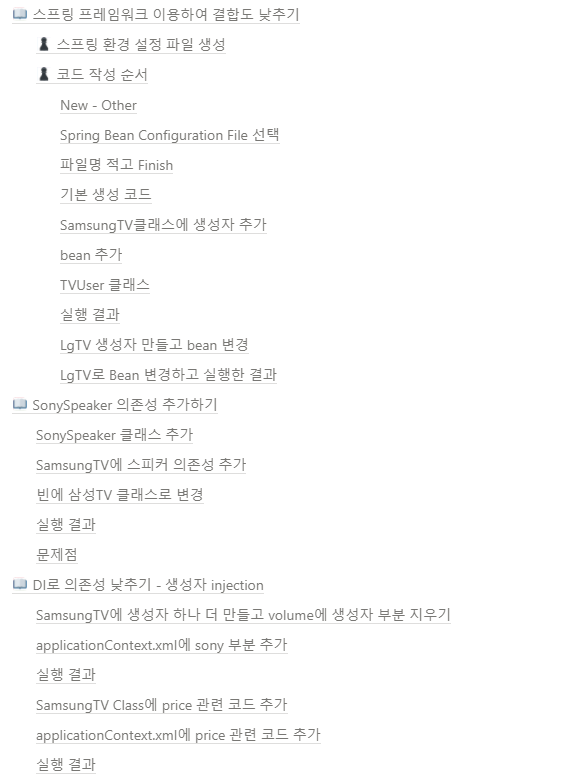 스프링 프레임워크 이용하여 결합도 낮추기
스프링 환경 설정 파일 생성
코드 작성 순서
New - Other
Spring Bean Configuration File 선택
파일명 적고 Finish
기본 생성 코드
SamsungTV클래스에 생성자 추가
bean 추가
TVUser 클래스
실행 결과
LgTV 생성자 만들고 bean 변경
LgTV로 Bean 변경하고 실행한 결과
SonySpeaker 의존성 추가하기
SonySpeaker 클래스 추가
SamsungTV에 스피커 의존성 추가
빈에 삼성TV 클래스로 변경
실행 결과
문제점
DI로 의존성 낮추기 - 생성자 injection
SamsungTV에 생성자 하나 더 만들고 volume에 생성자 부분 지우기
applicationContext.xml에 sony 부분 추가
실행 결과
SamsungTV Class에 price 관련 코드 추가
applicationContext.xml에 price 관련 코드 추가
실행 결과